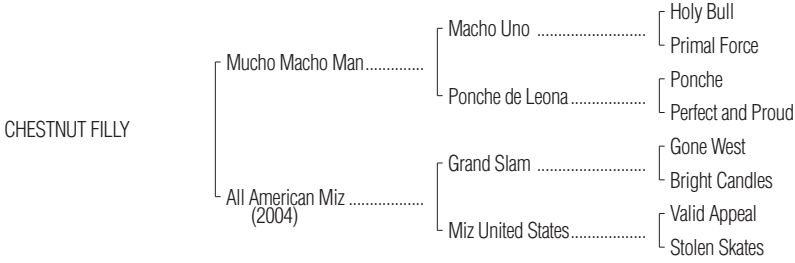 Holy Bull
Macho Uno ..........................
Primal Force
Mucho Macho Man..............
Ponche
Ponche de Leona..................
Perfect and Proud
CHESTNUT FILLY
Gone West
Grand Slam ..........................
Bright Candles
All American Miz ..................
(2004)
Valid Appeal
Miz United States..................
Stolen Skates